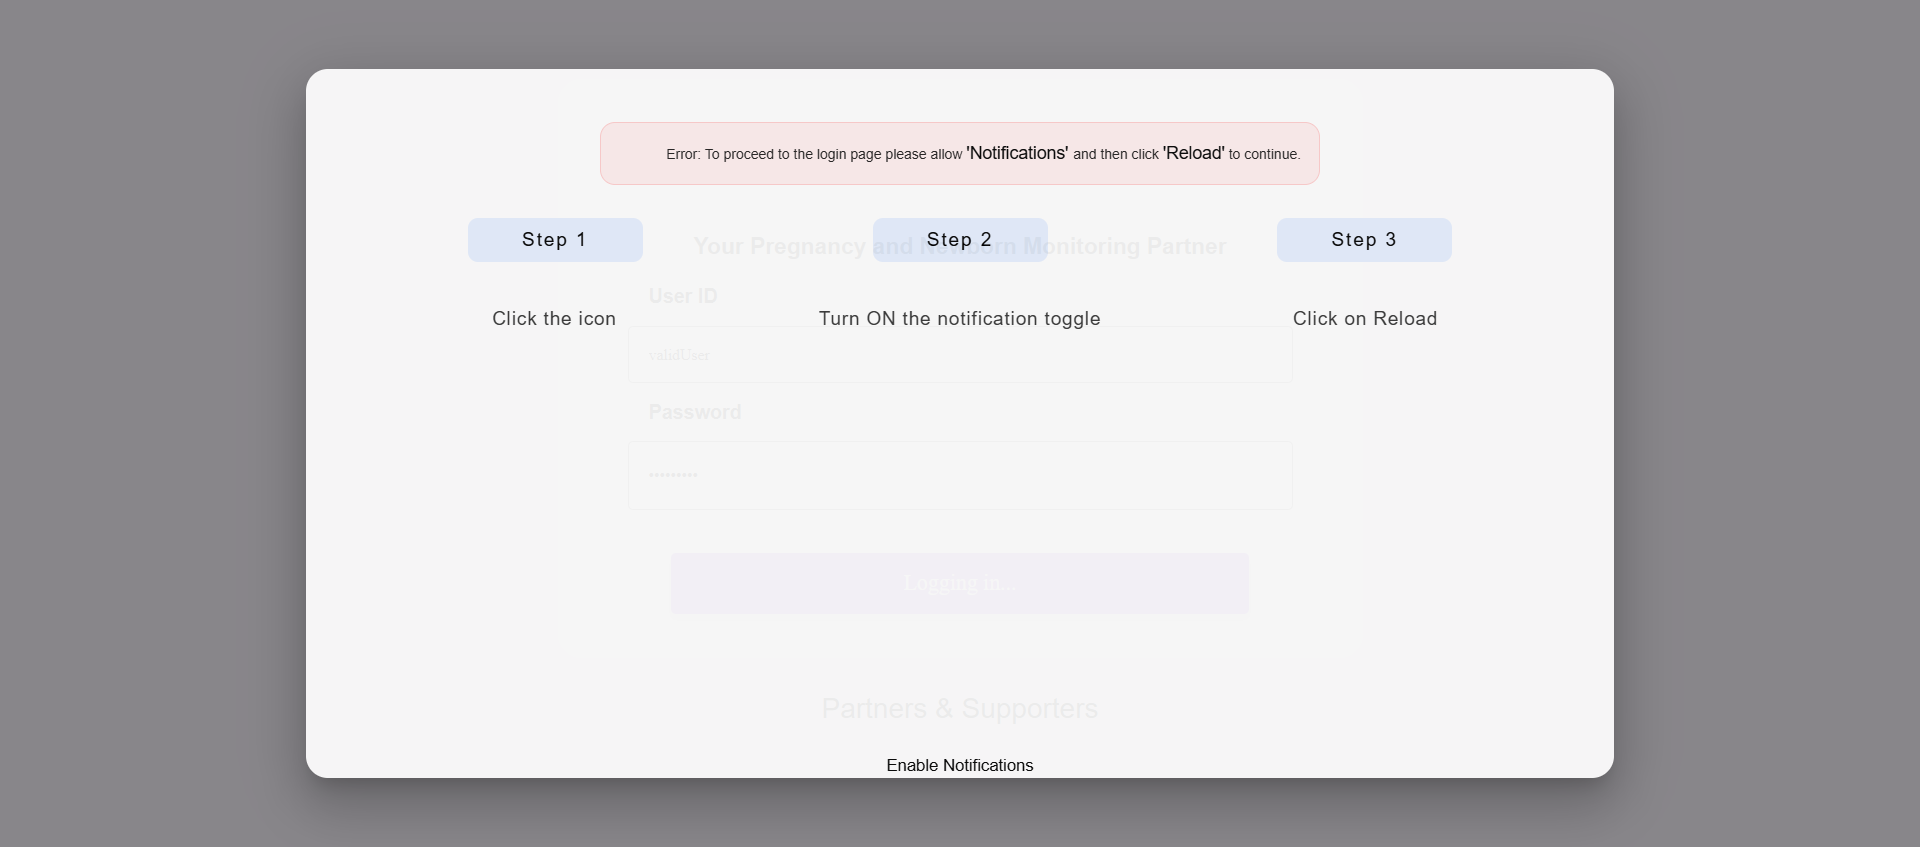 Error: To proceed to the login page please allow 'Notifications' and then click 'Reload' to continue.
Step 1
Step 2
Step 3
Your Pregnancy and Newborn Monitoring Partner
User ID
Click the icon
Turn ON the notification toggle
Click on Reload
validUser
Password
•••••••••
Logging in...
Partners & Supporters
Enable Notifications